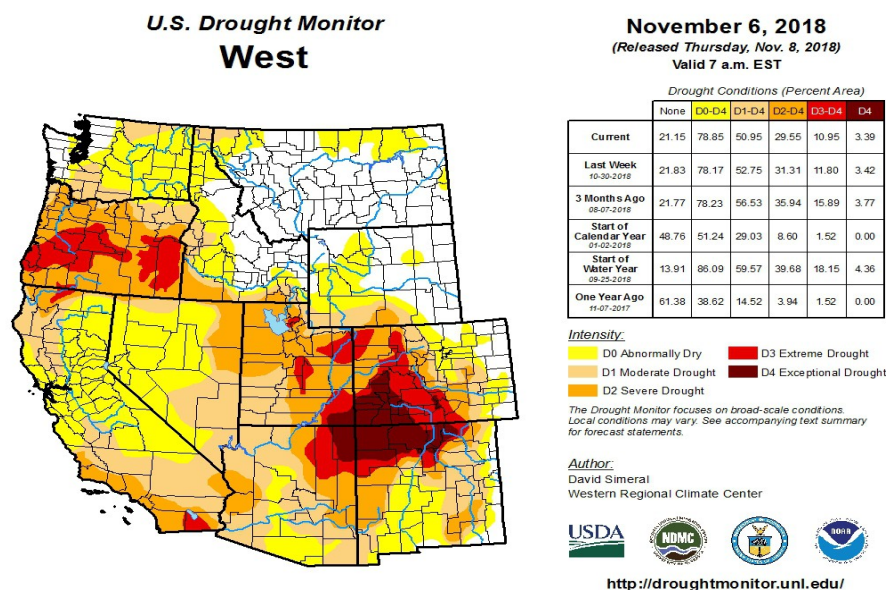 U.S. Drought Monitor
West
November 6, 2018
(Released Thursday, Nov. 8, 2018)
Valid 7 a.m. EST
Drought Conditions (Percent Area)
None D0-D4 D1-D4 D2-D4 D3-D4 D4
Current 21.15 78.85 50.95 29.55 10.95 3.39
Last Week
10-30-2018 21.83 78.17 52.75 31.31 11.80 3.42
3 Months Ago
08-07-2018 21.77 78.23 56.53 35.94 15.89 3.77
Start of
Calendar Year
01-02-2018 48.76 51.24 29.03 8.60 1.52 0.00
Start of
Water Year
09-25-2018 13.91 86.09 59.57 39.68 18.15 4.36
One Year Ago
11-07-2017 61.38 38.62 14.52 3.94 1.52 0.00
Intensity:
D0 Abnormally Dry
D1 Moderate Drought
D2 Severe Drought
D3 Extreme Drought
D4 Exceptional Drought
The Drought Monitor focuses on broad-scale conditions.
Local conditions may vary. See accompanying text summary
for forecast statements.
Author:
David Simeral
Western Regional Climate Center
USDA
NDMC
NOAA
http://droughtmonitor.unl.edu/